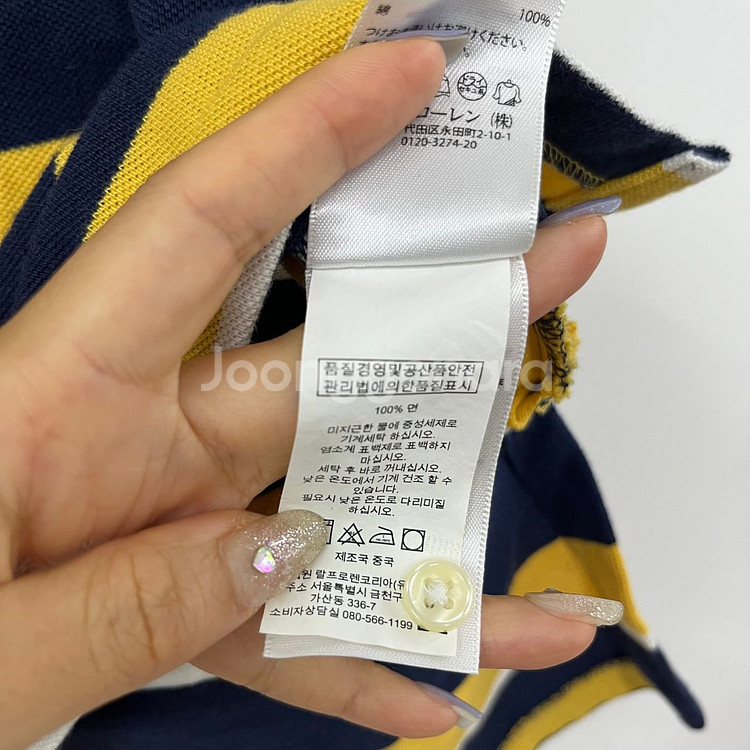 綿 100%
ください。
ドライ
セキユ系
ローレン (株)
代田区永田町2-10-1
0120-3274-20
품질경영및공산품안전
관리법에의한품질표시
100% 면
미지근한 물에 중성세제로
기계세탁 하십시오.
염소계 표백제로 표백하지
마십시오.
세탁 후 바로 꺼내십시오.
낮은 온도에서 기계 건조 할 수
있습니다.
필요시 낮은 온도로 다리미질
하십시오.
제조국 중국
원 랄프로렌코리아(유
주소 서울특별시 금천구
가산동 336-7
소비자상담실 080-566-1199